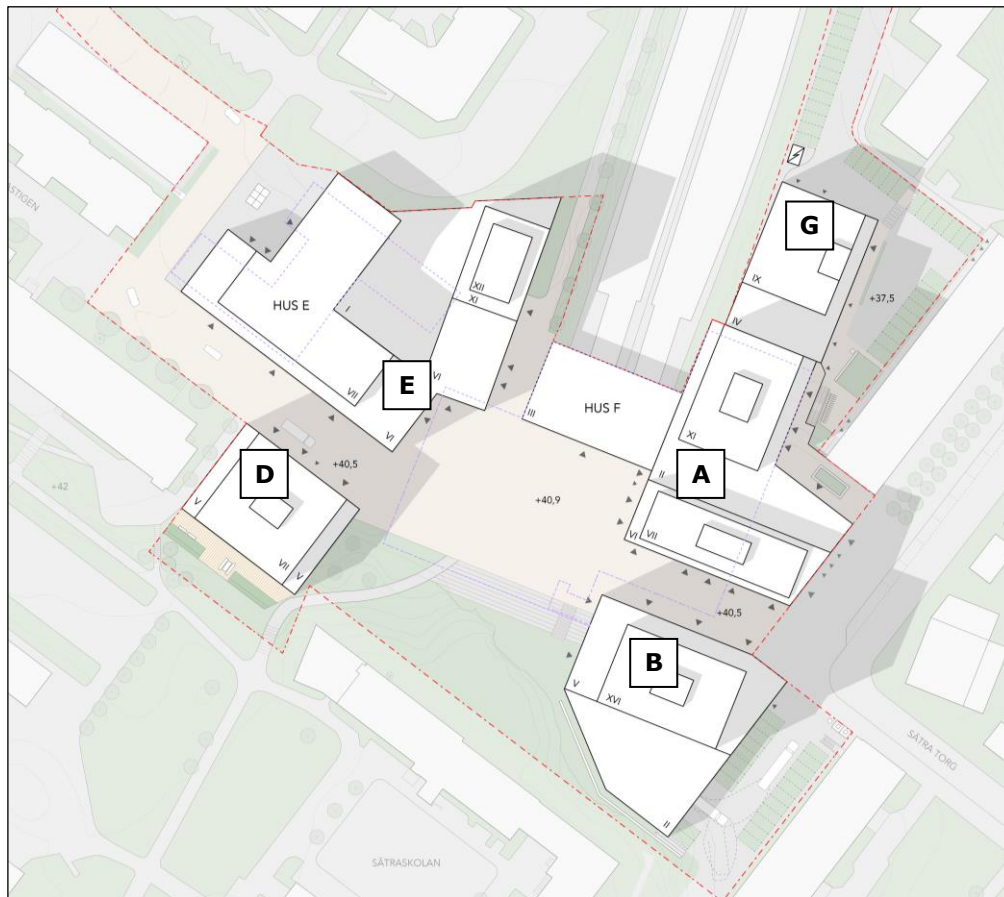 G
IX
+37,5
IV
XII
XI
HUS E
I
VI
E
VII
VI
III
HUS F
XI
A
II
VII
VI
STIGEN
D
+40,5
V
VII
V
+42
+40,9
+40,5
B
V
XVI
II
SÄTRA TORG
SÄTRASKOLAN